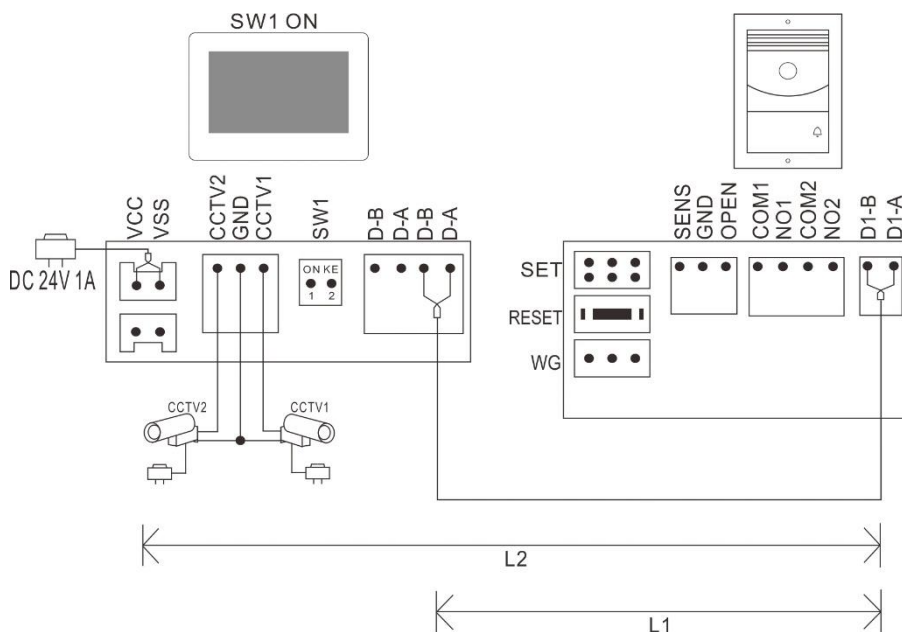 SW1 ON
VCC
VSS
CCTV2
GND
CCTV1
SW1
D-B
D-A
D-B
D-A
SENS
GND
OPEN
COM1
NO1
COM2
NO2
D1-B
D1-A
DC 24V 1A
ON KE
1 2
SET
RESET
WG
CCTV2
CCTV1
L2
L1